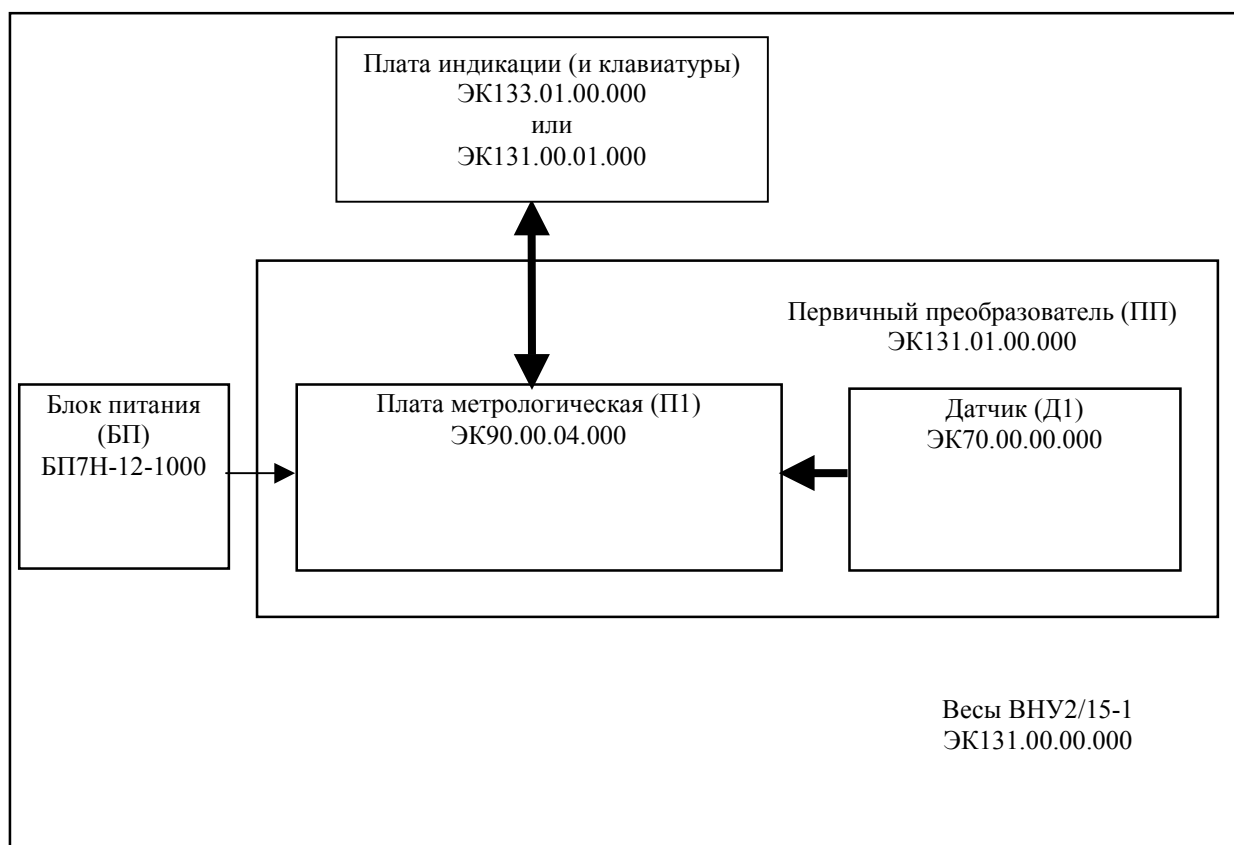 Плата индикации (и клавиатуры)
ЭК133.01.00.000
или
ЭК131.00.01.000
Первичный преобразователь (ПП)
ЭК131.01.00.000
Блок питания
(БП)
БП7Н-12-1000
Плата метрологическая (П1)
ЭК90.00.04.000
Датчик (Д1)
ЭК70.00.00.000
Весы ВНУ2/15-1
ЭК131.00.00.000